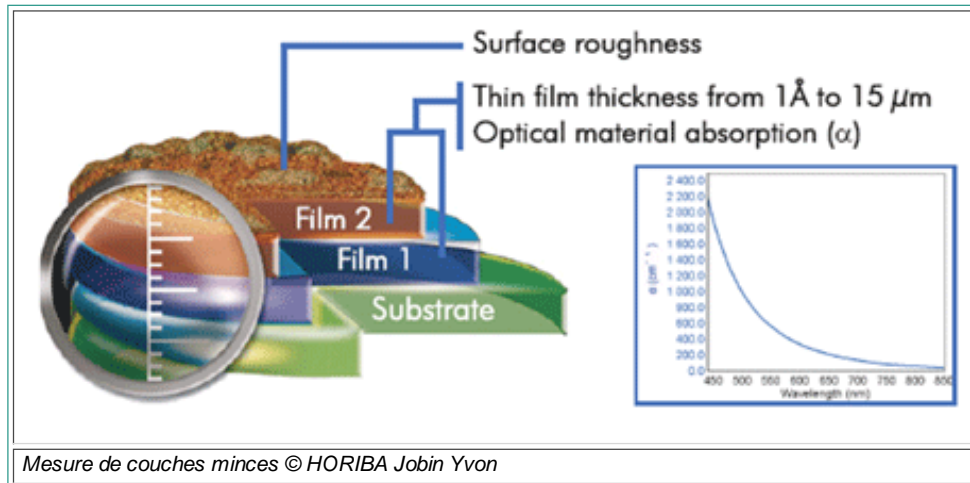 Surface roughness
Thin film thickness from 1Å to 15 µm
Optical material absorption (α)
Film 2
Film 1
Substrate
2 400.0
2 200.0
2 000.0
1 800.0
1 600.0
1 400.0
1 200.0
1 000.0
800.0
600.0
400.0
200.0
0.0
α (cm⁻¹)
450 500 550 600 650 700 750 800 850
Wavelength (nm)
Mesure de couches minces © HORIBA Jobin Yvon